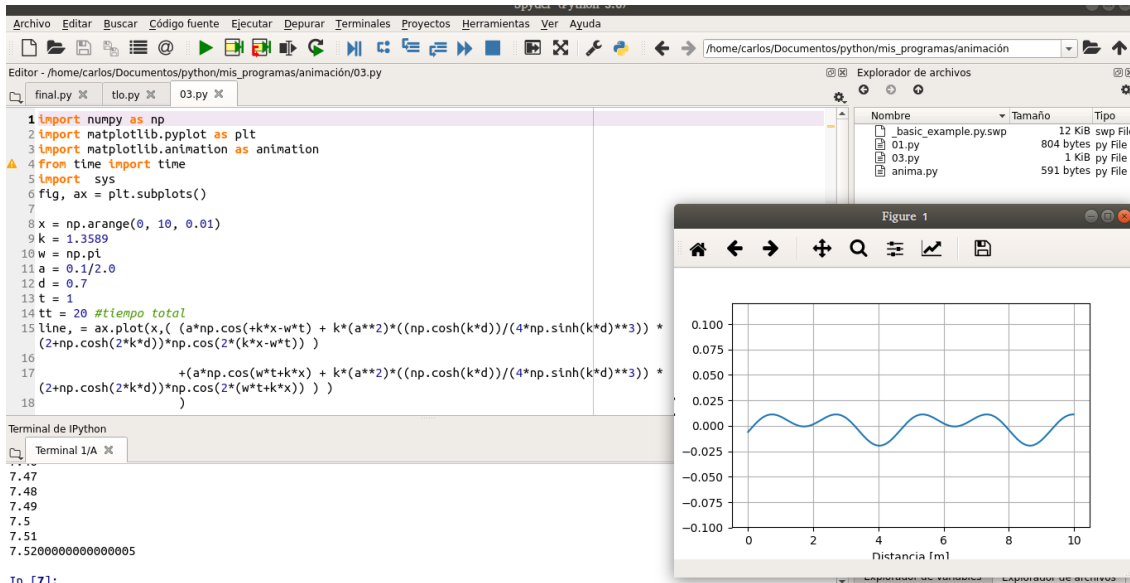 Spyder (Python 3.6)
Archivo Editar Buscar Código fuente Ejecutar Depurar Terminales Proyectos Herramientas Ver Ayuda
/home/carlos/Documentos/python/mis_programas/animación
Editor - /home/carlos/Documentos/python/mis_programas/animación/03.py
final.py tlo.py 03.py
1 import numpy as np
2 import matplotlib.pyplot as plt
3 import matplotlib.animation as animation
4 from time import time
5 import  sys
6 fig, ax = plt.subplots()
7
8 x = np.arange(0, 10, 0.01)
9 k = 1.3589
10 w = np.pi
11 a = 0.1/2.0
12 d = 0.7
13 t = 1
14 tt = 20 #tiempo total
15 line, = ax.plot(x,( (a*np.cos(+k*x-w*t) + k*(a**2)*((np.cosh(k*d))/(4*np.sinh(k*d)**3)) *
(2+np.cosh(2*k*d))*np.cos(2*(k*x-w*t)) )
16
17 +(a*np.cos(w*t+k*x) + k*(a**2)*((np.cosh(k*d))/(4*np.sinh(k*d)**3)) *
(2+np.cosh(2*k*d))*np.cos(2*(w*t+k*x)) ) )
18 )
Terminal de IPython
Terminal 1/A
7.47
7.48
7.49
7.5
7.51
7.5200000000000005
In [7]:
Explorador de archivos
Nombre Tamaño Tipo
_basic_example.py.swp 12 KiB swp File
01.py 804 bytes py File
03.py 1 KiB py File
anima.py 591 bytes py File
Figure 1
0.100
0.075
0.050
0.025
0.000
−0.025
−0.050
−0.075
−0.100
0 2 4 6 8 10
Distancia [m]
Explorador de variables Explorador de archivos